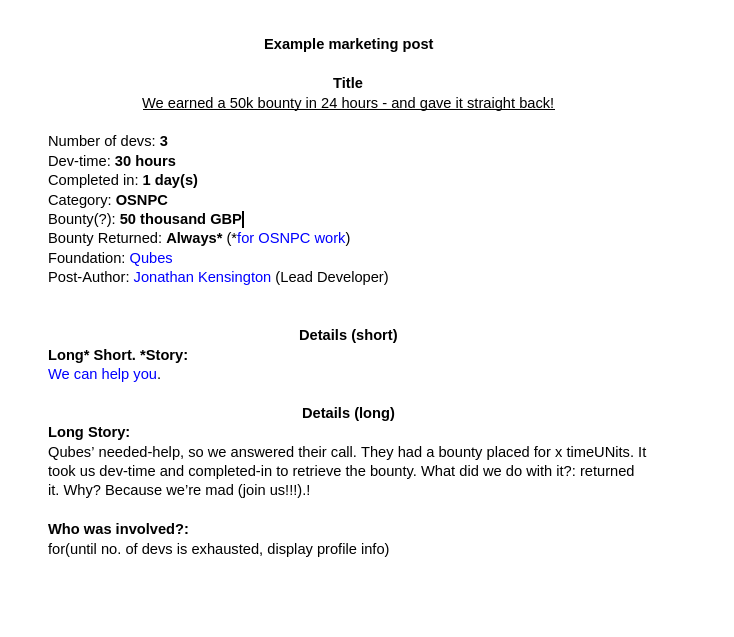 Example marketing post
Title
We earned a 50k bounty in 24 hours - and gave it straight back!
Number of devs: 3
Dev-time: 30 hours
Completed in: 1 day(s)
Category: OSNPC
Bounty(?): 50 thousand GBP
Bounty Returned: Always* (*for OSNPC work)
Foundation: Qubes
Post-Author: Jonathan Kensington (Lead Developer)
Details (short)
Long* Short. *Story:
We can help you.
Details (long)
Long Story:
Qubes’ needed-help, so we answered their call. They had a bounty placed for x timeUNits. It
took us dev-time and completed-in to retrieve the bounty. What did we do with it?: returned
it. Why? Because we’re mad (join us!!!).!
Who was involved?:
for(until no. of devs is exhausted, display profile info)